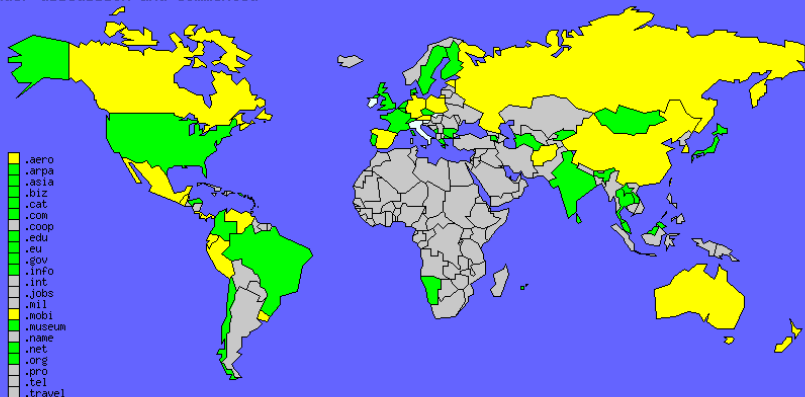 .aero
.arpa
.asia
.biz
.cat
.com
.coop
.edu
.eu
.gov
.info
.int
.jobs
.mil
.mobi
.museum
.name
.net
.org
.pro
.tel
.travel